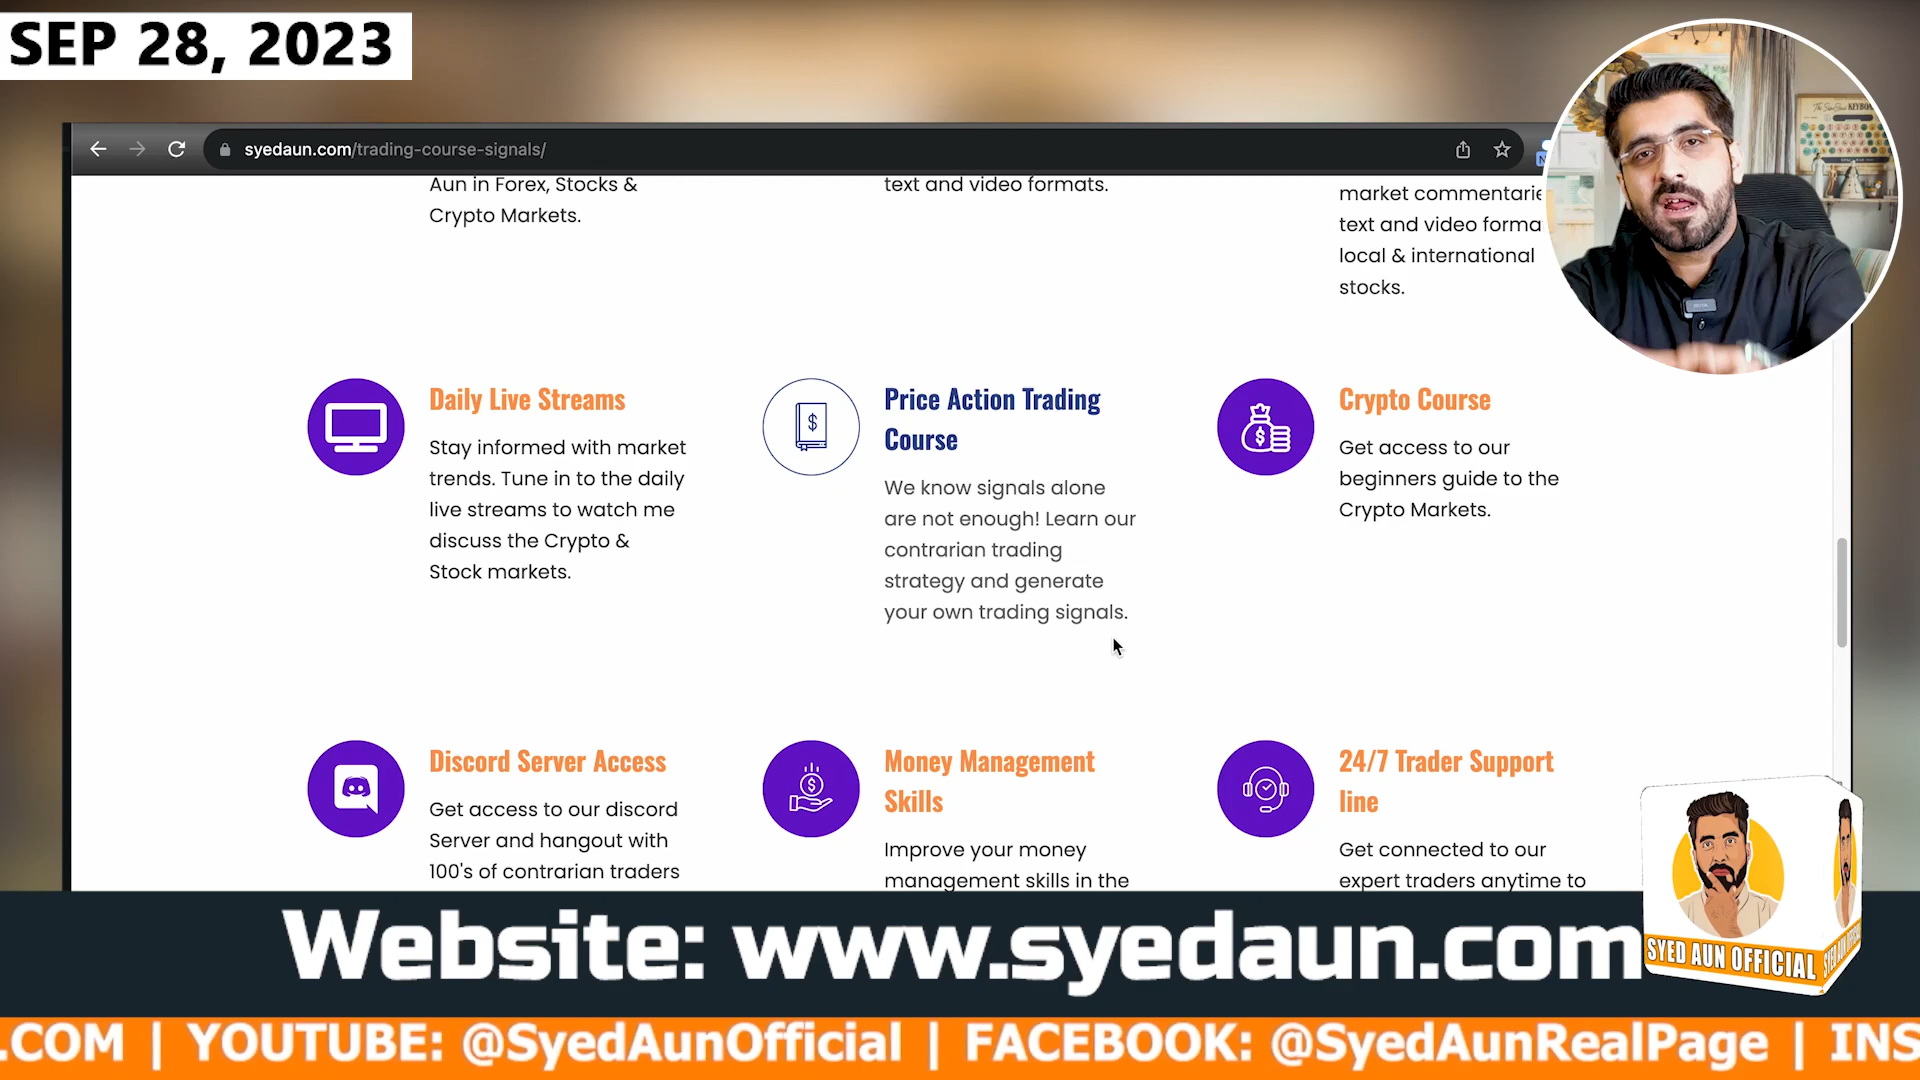 SEP 28, 2023
syedaun.com/trading-course-signals/
Aun in Forex, Stocks &
Crypto Markets.
text and video formats.
market commentarie
text and video forma
local & international
stocks.
Daily Live Streams
Stay informed with market
trends. Tune in to the daily
live streams to watch me
discuss the Crypto &
Stock markets.
Price Action Trading
Course
We know signals alone
are not enough! Learn our
contrarian trading
strategy and generate
your own trading signals.
Crypto Course
Get access to our
beginners guide to the
Crypto Markets.
Discord Server Access
Get access to our discord
Server and hangout with
100's of contrarian traders
Money Management
Skills
Improve your money
management skills in the
24/7 Trader Support
line
Get connected to our
expert traders anytime to
SYED AUN OFFICIAL
Website: www.syedaun.com
.COM | YOUTUBE: @SyedAunOfficial | FACEBOOK: @SyedAunRealPage | INS